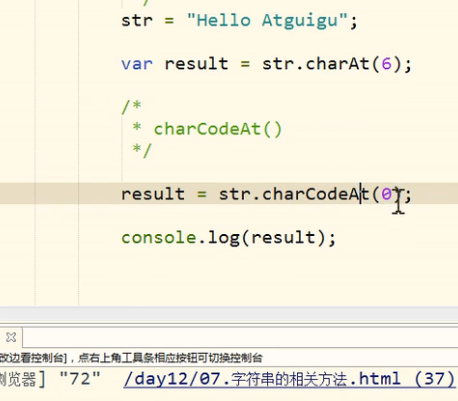 */
str = "Hello Atguigu";
var result = str.charAt(6);
/*
* charCodeAt()
*/
result = str.charCodeAt(0);
console.log(result);
改边看控制台]，点右上角工具条相应按钮可切换控制台
浏览器] "72" /day12/07.字符串的相关方法.html (37)